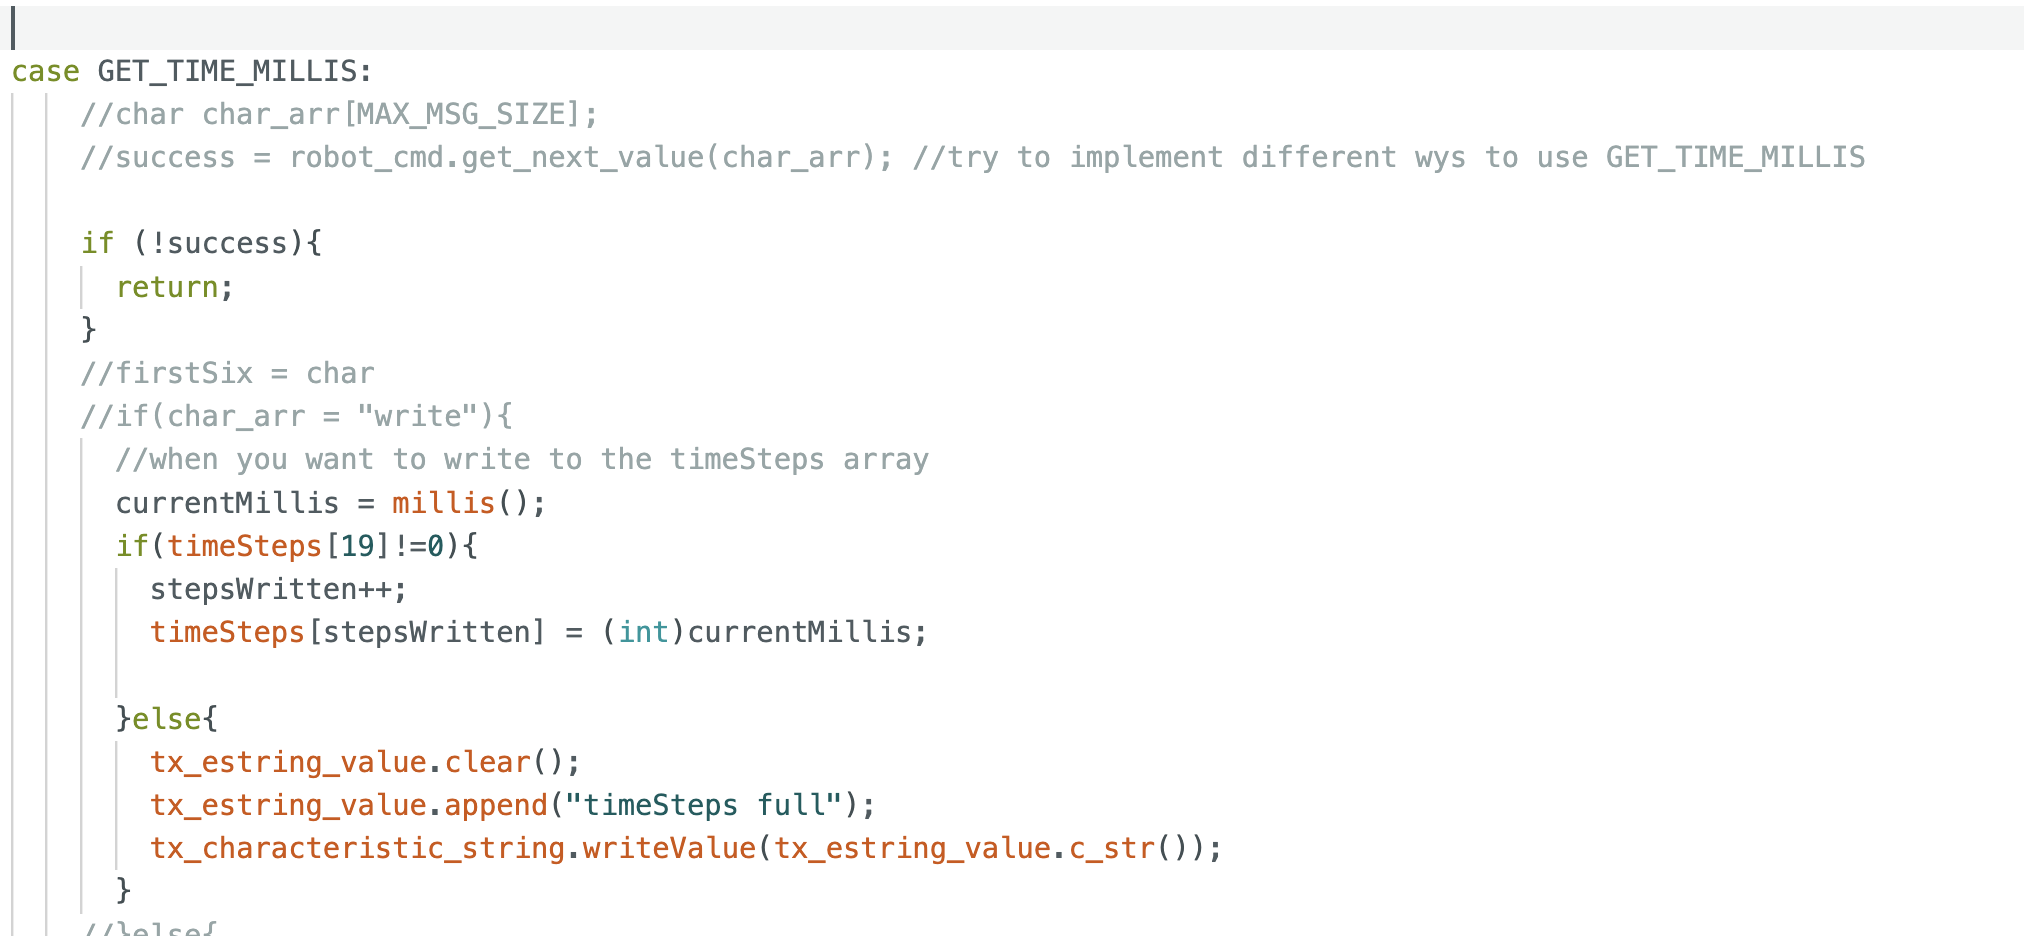 case GET_TIME_MILLIS:
//char char_arr[MAX_MSG_SIZE];
//success = robot_cmd.get_next_value(char_arr); //try to implement different wys to use GET_TIME_MILLIS
if (!success){
return;
}
//firstSix = char
//if(char_arr = "write"){
//when you want to write to the timeSteps array
currentMillis = millis();
if(timeSteps[19]!=0){
stepsWritten++;
timeSteps[stepsWritten] = (int)currentMillis;
}else{
tx_estring_value.clear();
tx_estring_value.append("timeSteps full");
tx_characteristic_string.writeValue(tx_estring_value.c_str());
}
//}else{